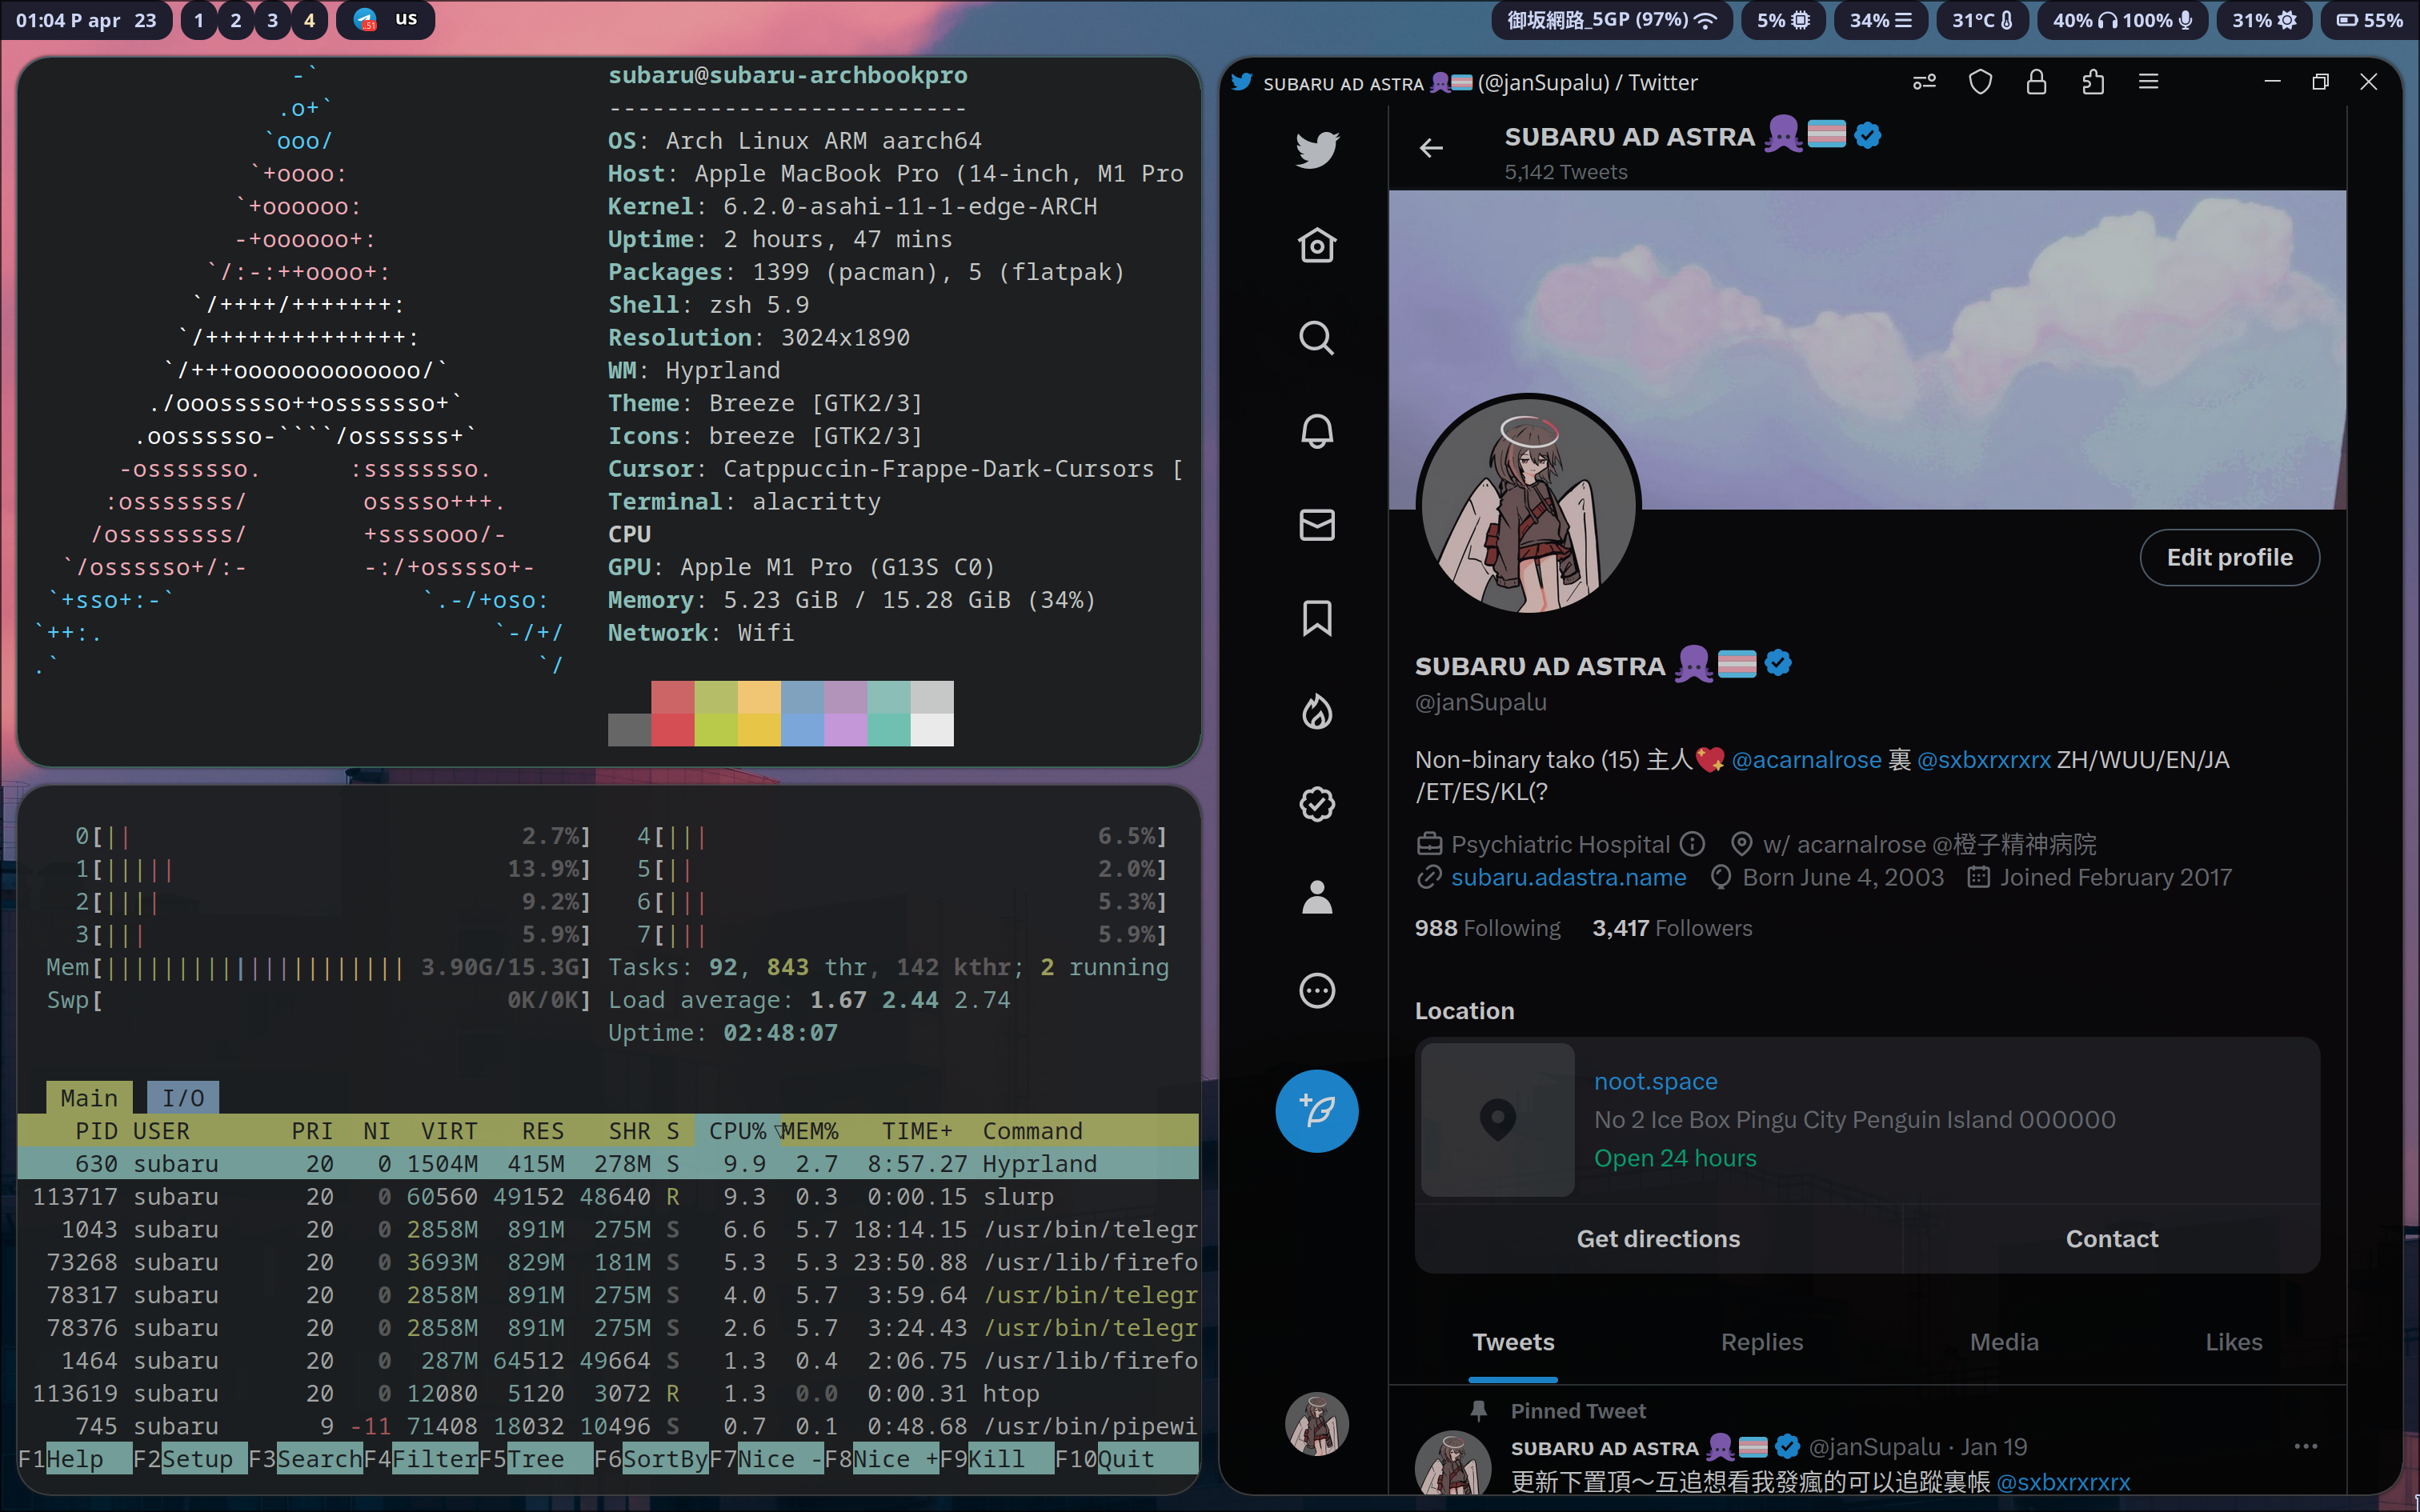 01:04 P apr 23 1 2 3 4 us
御坂網路_5GP (97%) 5% 34% 31°C 40% 100% 31% 55%
subaru@subaru-archbookpro
-------------------------
OS: Arch Linux ARM aarch64
Host: Apple MacBook Pro (14-inch, M1 Pro
Kernel: 6.2.0-asahi-11-1-edge-ARCH
Uptime: 2 hours, 47 mins
Packages: 1399 (pacman), 5 (flatpak)
Shell: zsh 5.9
Resolution: 3024x1890
WM: Hyprland
Theme: Breeze [GTK2/3]
Icons: breeze [GTK2/3]
Cursor: Catppuccin-Frappe-Dark-Cursors [
Terminal: alacritty
CPU
GPU: Apple M1 Pro (G13S C0)
Memory: 5.23 GiB / 15.28 GiB (34%)
Network: Wifi
0[|| 2.7%] 4[||| 6.5%]
1[||||| 13.9%] 5[|| 2.0%]
2[|||| 9.2%] 6[||| 5.3%]
3[||| 5.9%] 7[||| 5.9%]
Mem[||||||||||||||||||||| 3.90G/15.3G] Tasks: 92, 843 thr, 142 kthr; 2 running
Swp[ 0K/0K] Load average: 1.67 2.44 2.74
Uptime: 02:48:07
Main I/O
PID USER PRI NI VIRT RES SHR S CPU%▽MEM% TIME+ Command
630 subaru 20 0 1504M 415M 278M S 9.9 2.7 8:57.27 Hyprland
113717 subaru 20 0 60560 49152 48640 R 9.3 0.3 0:00.15 slurp
1043 subaru 20 0 2858M 891M 275M S 6.6 5.7 18:14.15 /usr/bin/telegr
73268 subaru 20 0 3693M 829M 181M S 5.3 5.3 23:50.88 /usr/lib/firefo
78317 subaru 20 0 2858M 891M 275M S 4.0 5.7 3:59.64 /usr/bin/telegr
78376 subaru 20 0 2858M 891M 275M S 2.6 5.7 3:24.43 /usr/bin/telegr
1464 subaru 20 0 287M 64512 49664 S 1.3 0.4 2:06.75 /usr/lib/firefo
113619 subaru 20 0 12080 5120 3072 R 1.3 0.0 0:00.31 htop
745 subaru 9 -11 71408 18032 10496 S 0.7 0.1 0:48.68 /usr/bin/pipewi
F1Help F2Setup F3SearchF4FilterF5Tree F6SortByF7Nice -F8Nice +F9Kill F10Quit
SUBARU AD ASTRA 🐙🏳️‍⚧️ (@janSupalu) / Twitter
SUBARU AD ASTRA 🐙🏳️‍⚧️
5,142 Tweets
Edit profile
SUBARU AD ASTRA 🐙🏳️‍⚧️
@janSupalu
Non-binary tako (15) 主人💖 @acarnalrose 裏 @sxbxrxrxrx ZH/WUU/EN/JA
/ET/ES/KL(?
Psychiatric Hospital w/ acarnalrose @橙子精神病院
subaru.adastra.name Born June 4, 2003 Joined February 2017
988 Following 3,417 Followers
Location
noot.space
No 2 Ice Box Pingu City Penguin Island 000000
Open 24 hours
Get directions Contact
Tweets Replies Media Likes
Pinned Tweet
SUBARU AD ASTRA 🐙🏳️‍⚧️ @janSupalu · Jan 19
更新下置頂～互追想看我發瘋的可以追蹤裏帳 @sxbxrxrxrx